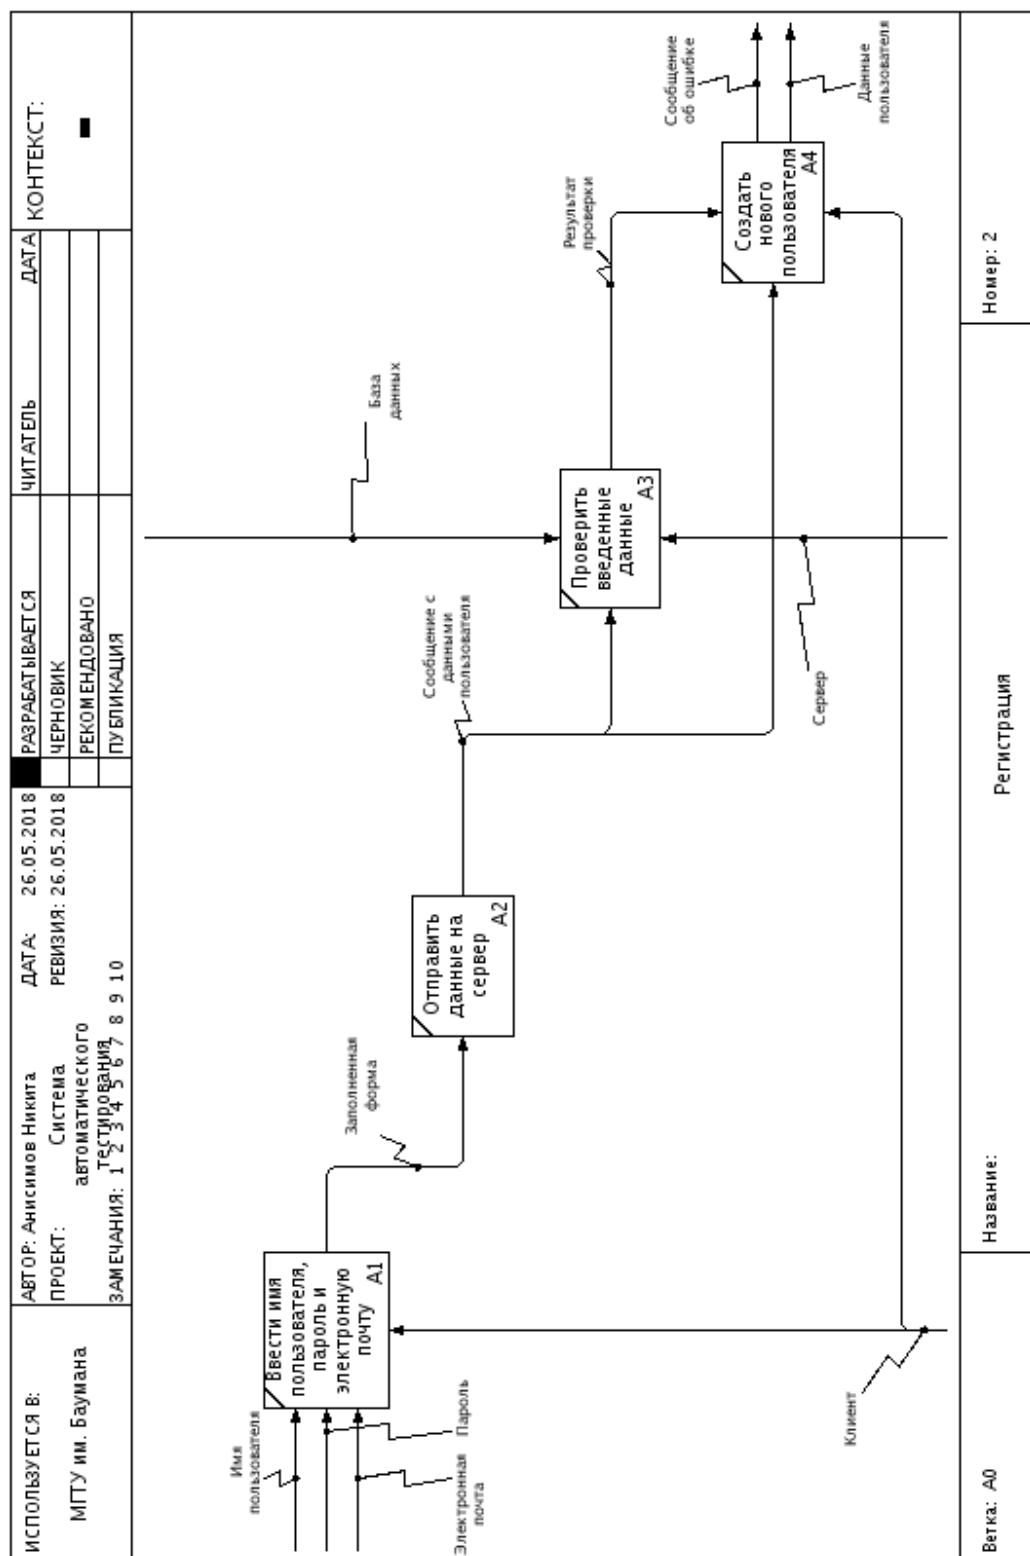 ИСПОЛЬЗУЕТСЯ В:
МГТУ им. Баумана
АВТОР: Анисимов Никита
ДАТА: 26.05.2018
ПРОЕКТ: Система
автоматического
тестирования
РЕВИЗИЯ: 26.05.2018
ЗАМЕЧАНИЯ: 1 2 3 4 5 6 7 8 9 10
РАЗРАБАТЫВАЕТСЯ
ЧЕРНОВИК
РЕКОМЕНДОВАНО
ПУБЛИКАЦИЯ
ЧИТАТЕЛЬ
ДАТА
КОНТЕКСТ:
Имя
пользователя
Пароль
Электронная
почта
Ввести имя
пользователя,
пароль и
электронную
почту
A1
Заполненная
форма
Отправить
данные на
сервер
A2
Сообщение с
данными
пользователя
База
данных
Проверить
введенные
данные
A3
Результат
проверки
Создать
нового
пользователя
A4
Сообщение
об ошибке
Данные
пользователя
Сервер
Клиент
Ветка: A0
Название:
Регистрация
Номер: 2